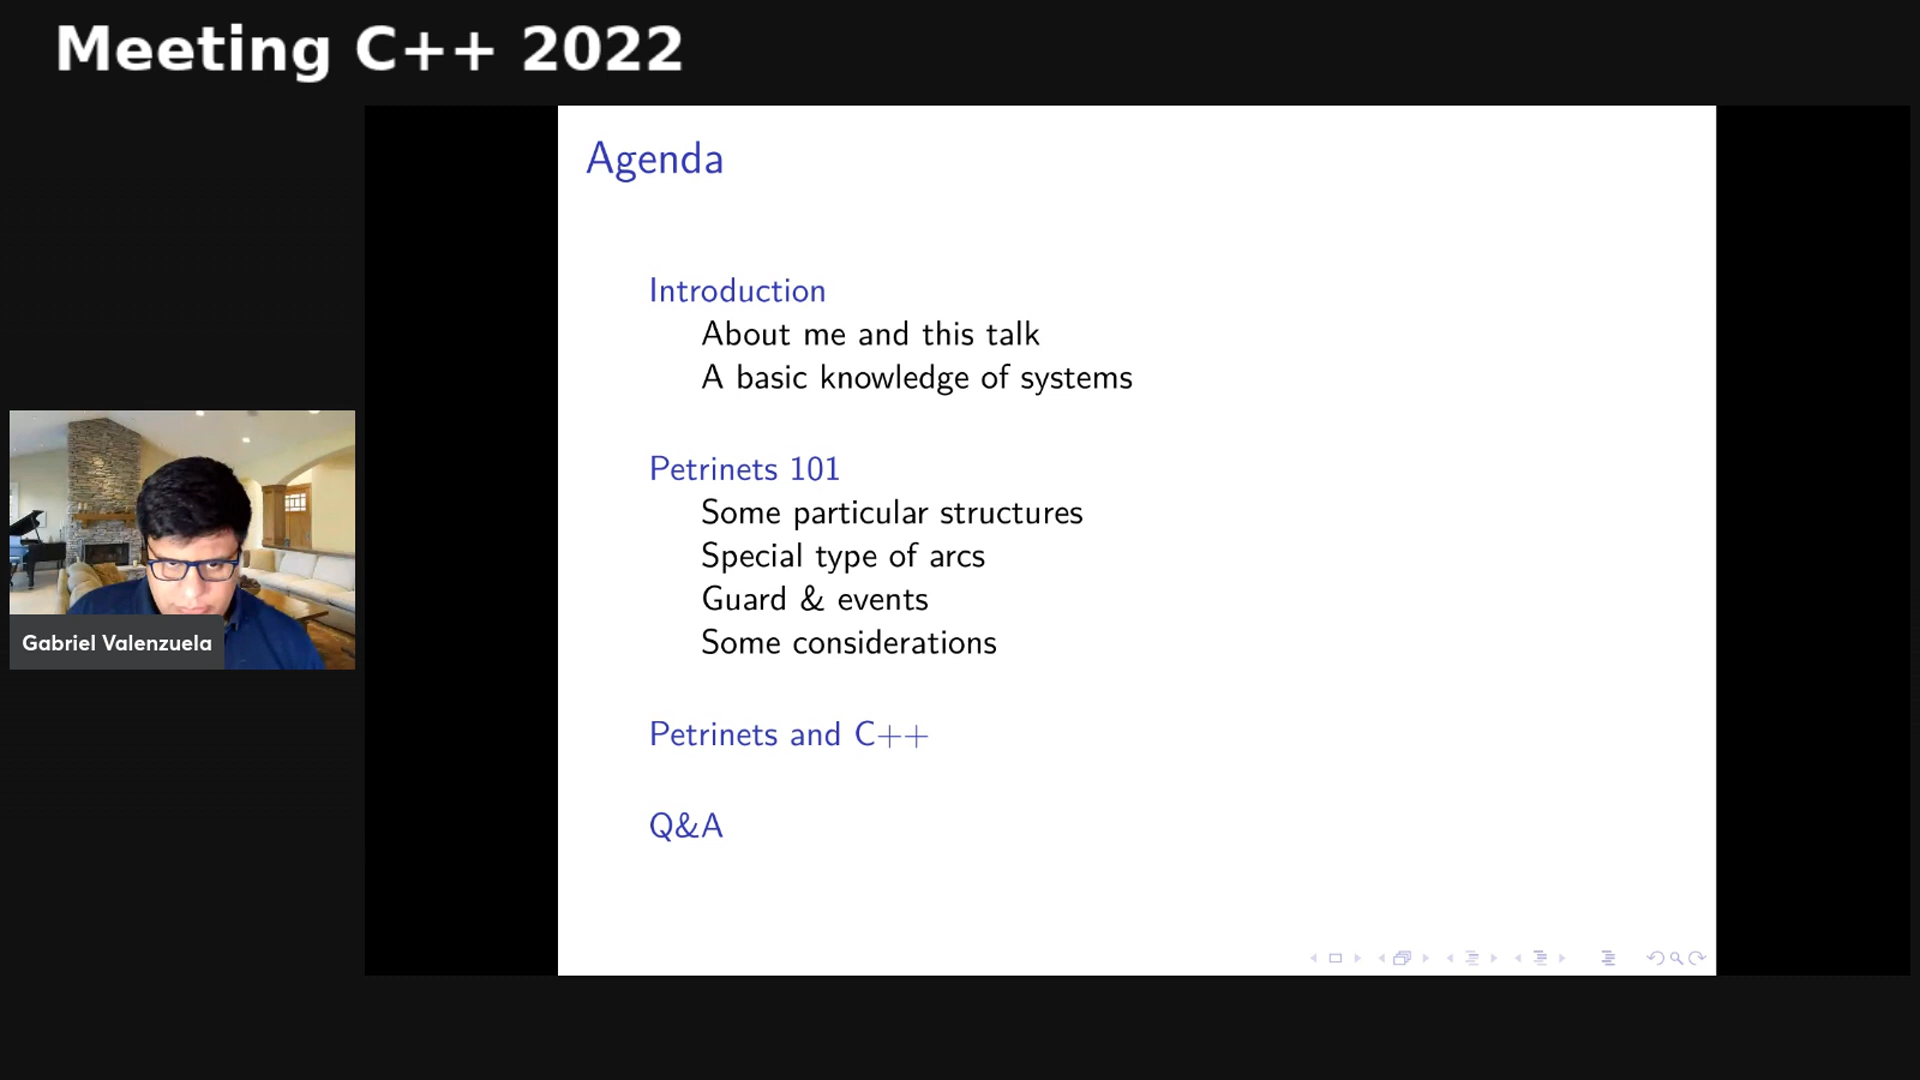 Meeting C++ 2022
Agenda
Introduction
About me and this talk
A basic knowledge of systems
Petrinets 101
Some particular structures
Special type of arcs
Guard & events
Some considerations
Petrinets and C++
Q&A
Gabriel Valenzuela